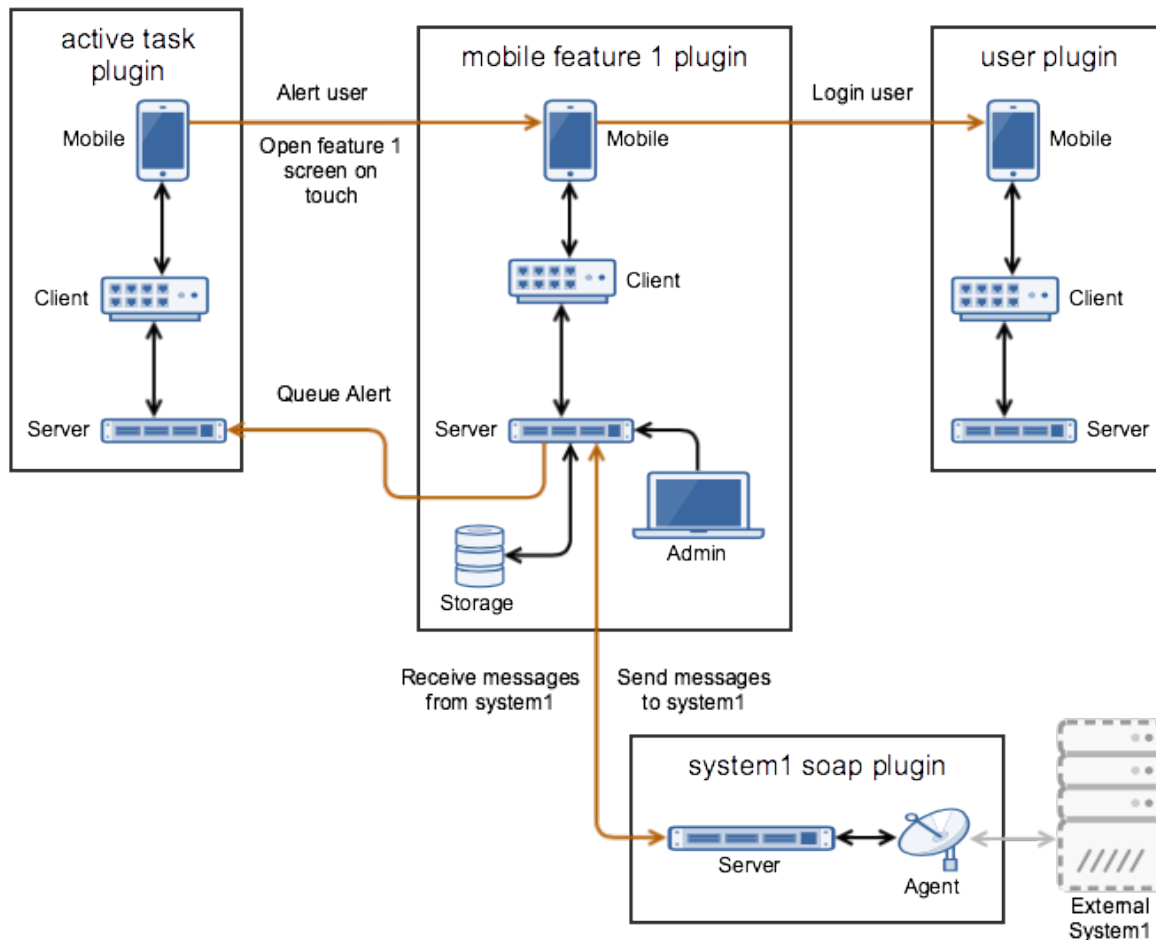 active task
plugin
Mobile
Client
Server
Alert user
Open feature 1
screen on
touch
Queue Alert
mobile feature 1 plugin
Mobile
Client
Server
Storage
Admin
Login user
user plugin
Mobile
Client
Server
Receive messages
from system1
Send messages
to system1
system1 soap plugin
Server
Agent
External
System1